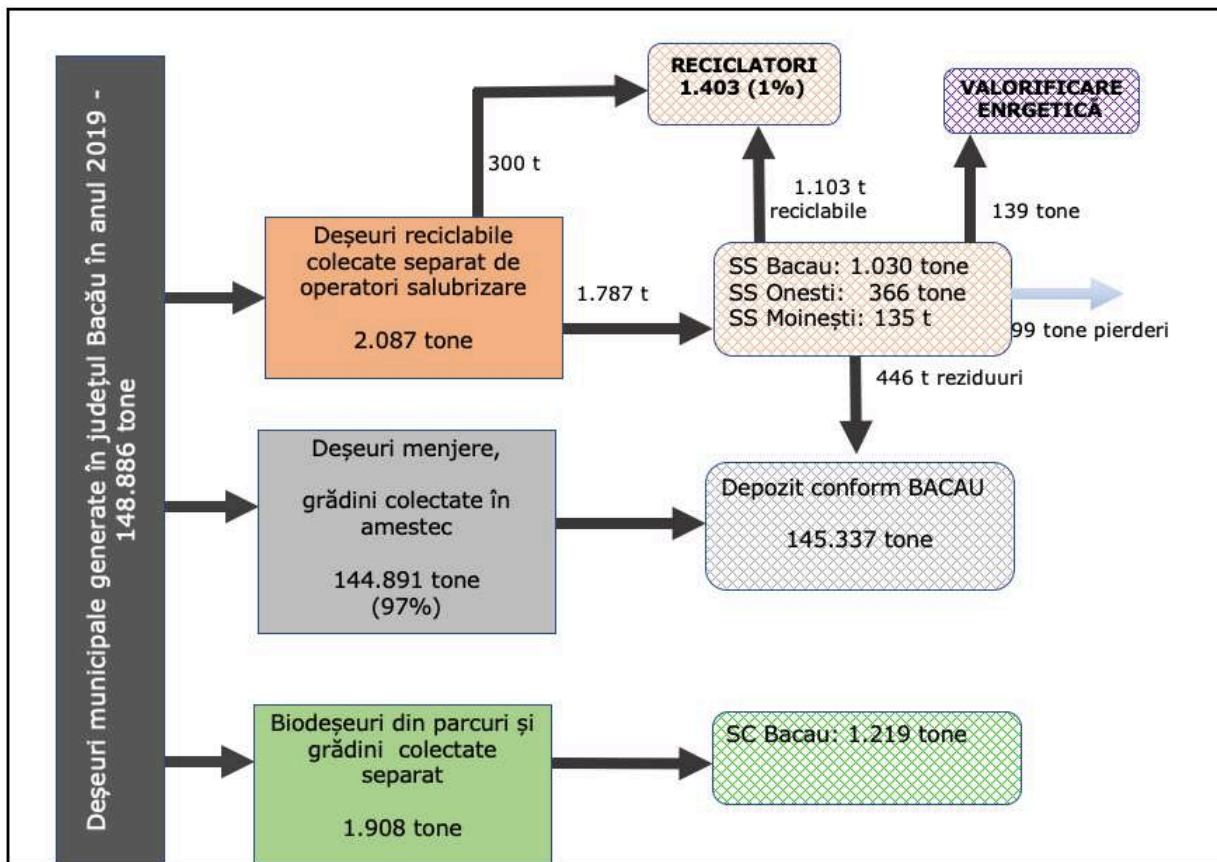 Deșeuri municipale generate în județul Bacău în anul 2019 -
148.886 tone
RECICLATORI
1.403 (1%)
VALORIFICARE
ENRGETICĂ
300 t
1.103 t
reciclabile
139 tone
Deșeuri reciclabile
colecate separat de
operatori salubrizare
2.087 tone
1.787 t
SS Bacau: 1.030 tone
SS Onesti: 366 tone
SS Moinești: 135 t
99 tone pierderi
446 t reziduuri
Deșeuri menjere,
grădini colectate în
amestec
144.891 tone
(97%)
Depozit conform BACAU
145.337 tone
Biodeșeuri din parcuri și
grădini colectate
separat
1.908 tone
SC Bacau: 1.219 tone